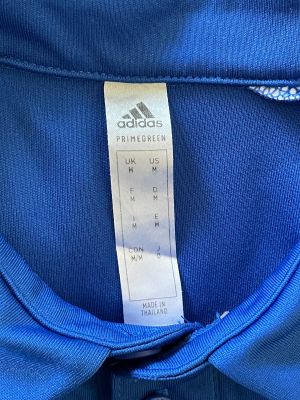 adidas
PRIMEGREEN
UK US
M M
F D
M M
I E
M M
CDN J
M/M O
MADE IN
THAILAND